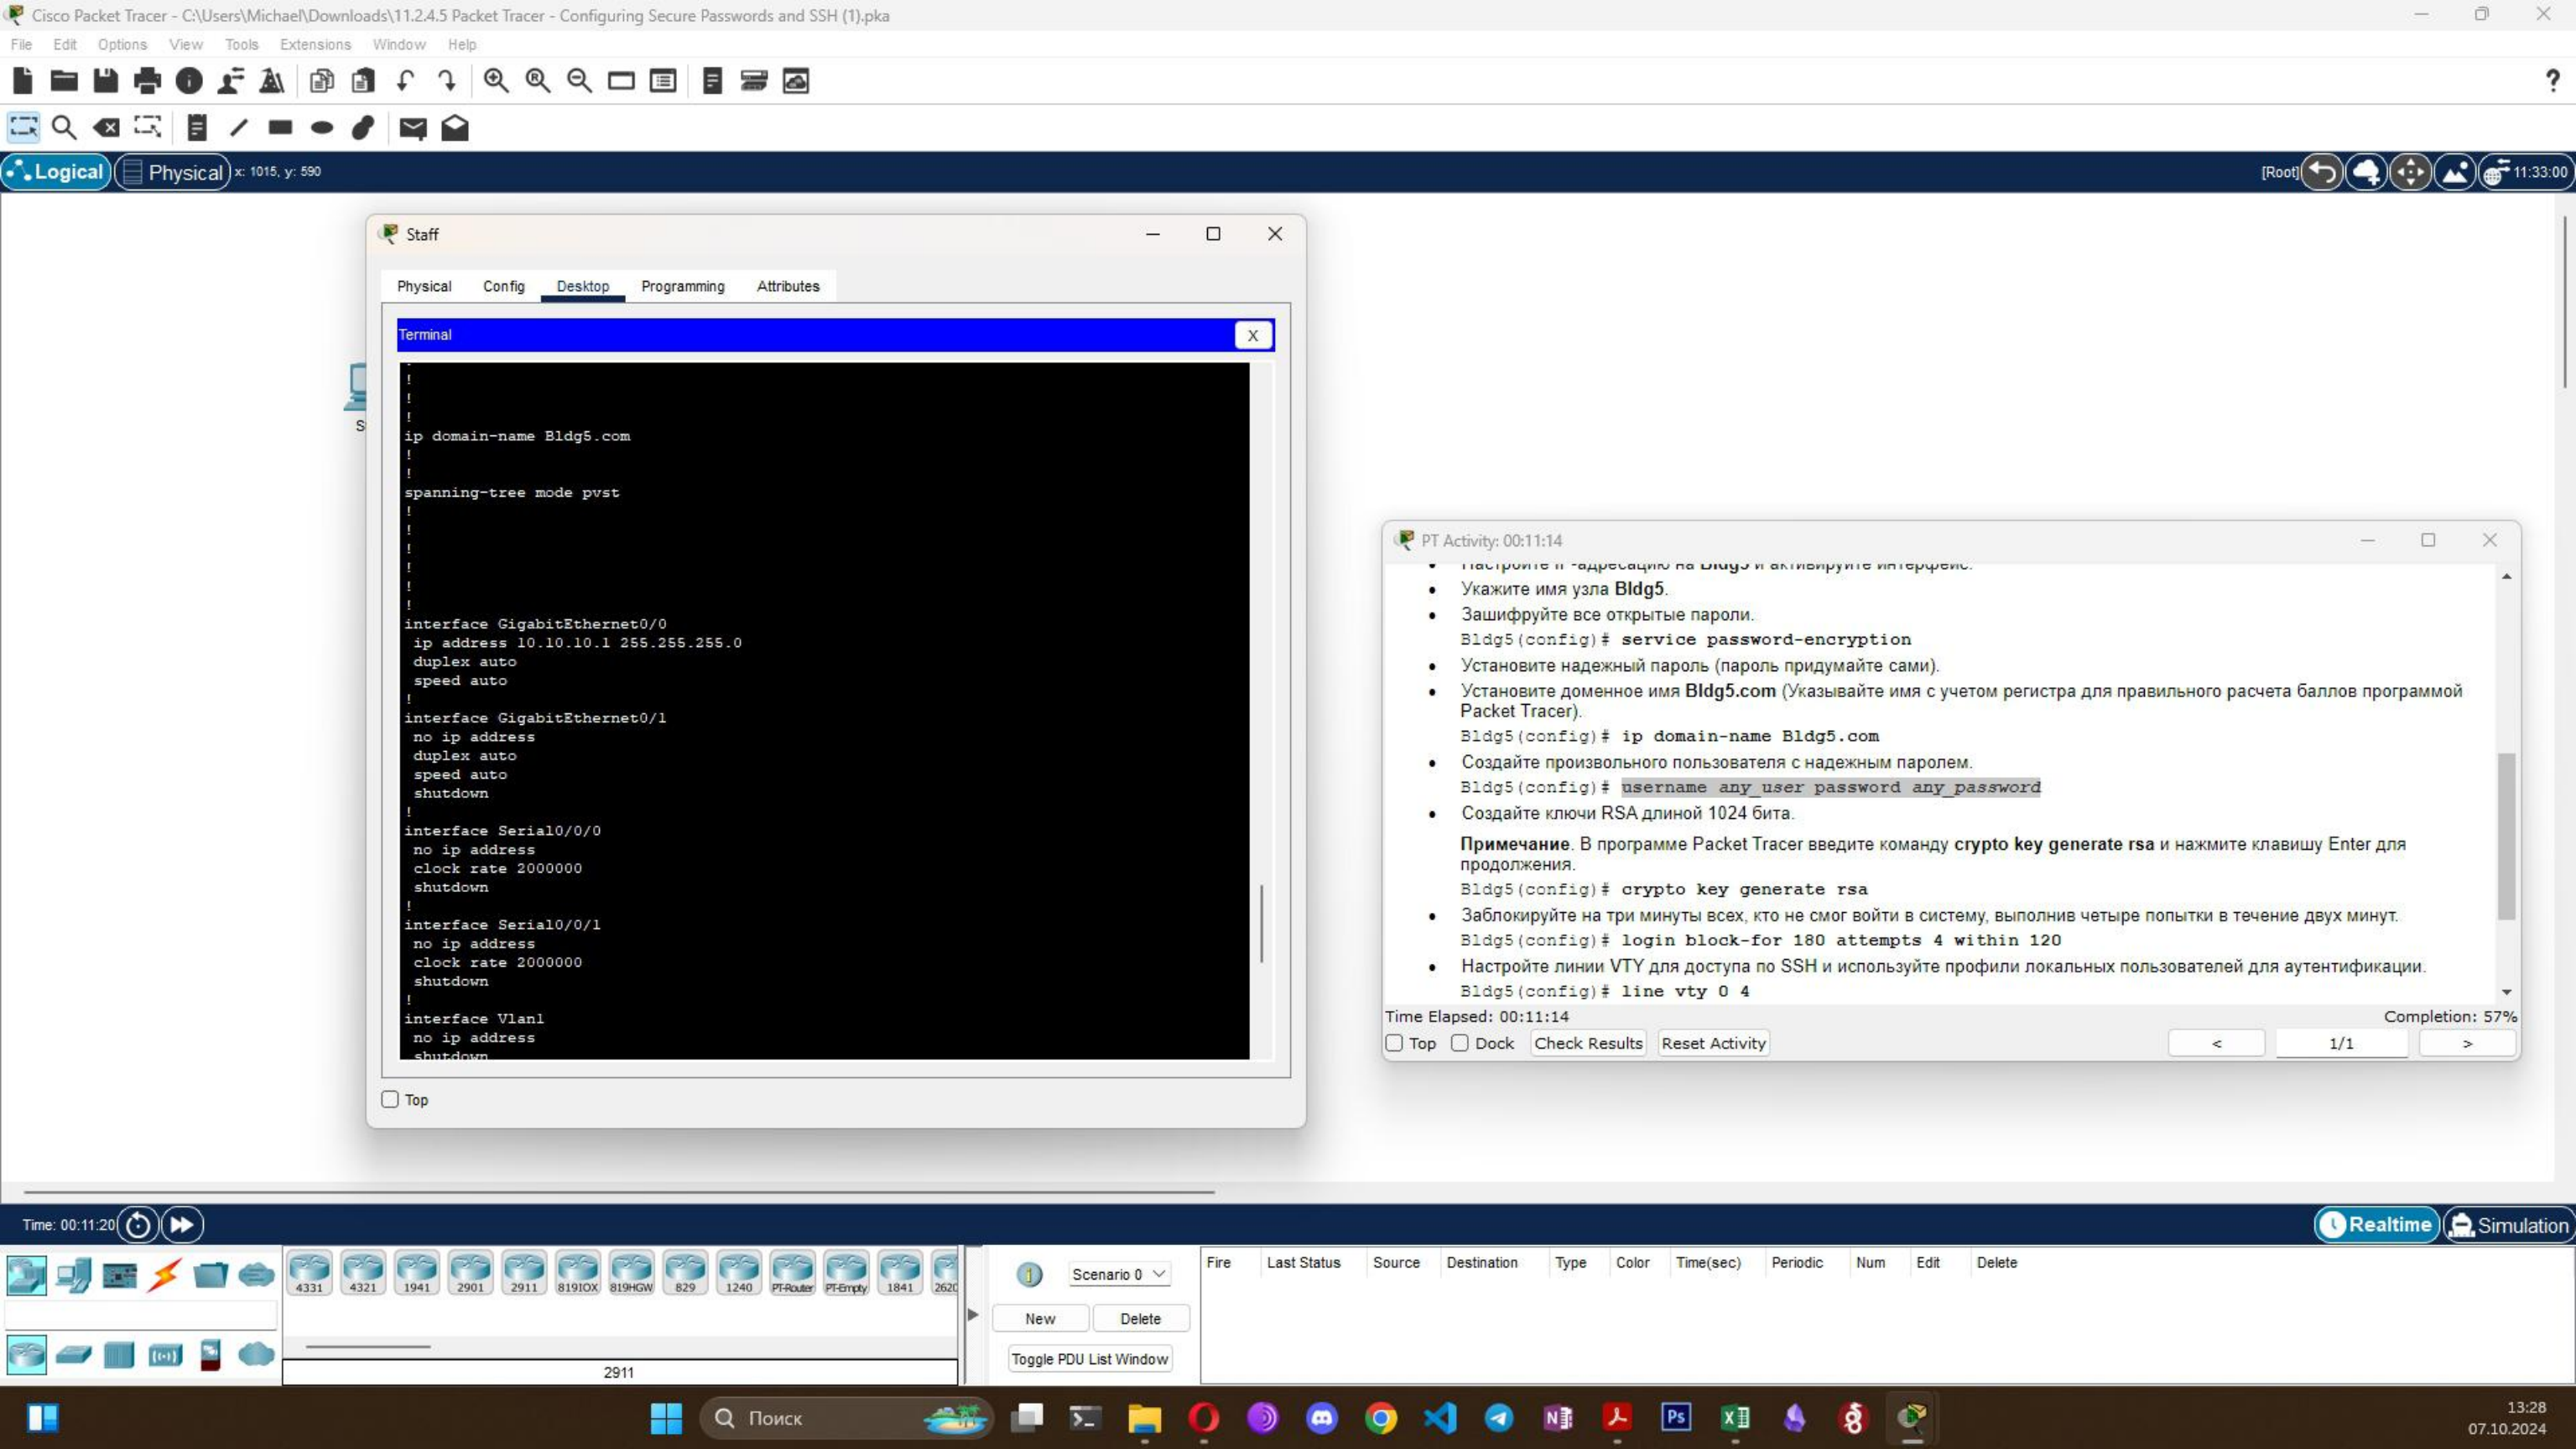 Cisco Packet Tracer - C:\Users\Michael\Downloads\11.2.4.5 Packet Tracer - Configuring Secure Passwords and SSH (1).pka
File Edit Options View Tools Extensions Window Help
Logical Physical x: 1015, y: 590 [Root] 11:33:00
Staff
Physical Config Desktop Programming Attributes
Terminal X
!
!
!
ip domain-name Bldg5.com
!
!
spanning-tree mode pvst
!
!
!
!
!
!
interface GigabitEthernet0/0
ip address 10.10.10.1 255.255.255.0
duplex auto
speed auto
!
interface GigabitEthernet0/1
no ip address
duplex auto
speed auto
shutdown
!
interface Serial0/0/0
no ip address
clock rate 2000000
shutdown
!
interface Serial0/0/1
no ip address
clock rate 2000000
shutdown
!
interface Vlan1
no ip address
shutdown
Top
PT Activity: 00:11:14
Настройте IP-адресацию на Bldg5 и активируйте интерфейс.
• Укажите имя узла Bldg5.
• Зашифруйте все открытые пароли.
Bldg5(config)# service password-encryption
• Установите надежный пароль (пароль придумайте сами).
• Установите доменное имя Bldg5.com (Указывайте имя с учетом регистра для правильного расчета баллов программой
Packet Tracer).
Bldg5(config)# ip domain-name Bldg5.com
• Создайте произвольного пользователя с надежным паролем.
Bldg5(config)# username any_user password any_password
• Создайте ключи RSA длиной 1024 бита.
Примечание. В программе Packet Tracer введите команду crypto key generate rsa и нажмите клавишу Enter для
продолжения.
Bldg5(config)# crypto key generate rsa
• Заблокируйте на три минуты всех, кто не смог войти в систему, выполнив четыре попытки в течение двух минут.
Bldg5(config)# login block-for 180 attempts 4 within 120
• Настройте линии VTY для доступа по SSH и используйте профили локальных пользователей для аутентификации.
Bldg5(config)# line vty 0 4
Time Elapsed: 00:11:14 Completion: 57%
Top Dock Check Results Reset Activity < 1/1 >
Time: 00:11:20 Realtime Simulation
4331 4321 1941 2901 2911 819IOX 819HGW 829 1240 PT-Router PT-Empty 1841 262
2911
Scenario 0
New Delete
Toggle PDU List Window
Fire Last Status Source Destination Type Color Time(sec) Periodic Num Edit Delete
Поиск
13:28
07.10.2024